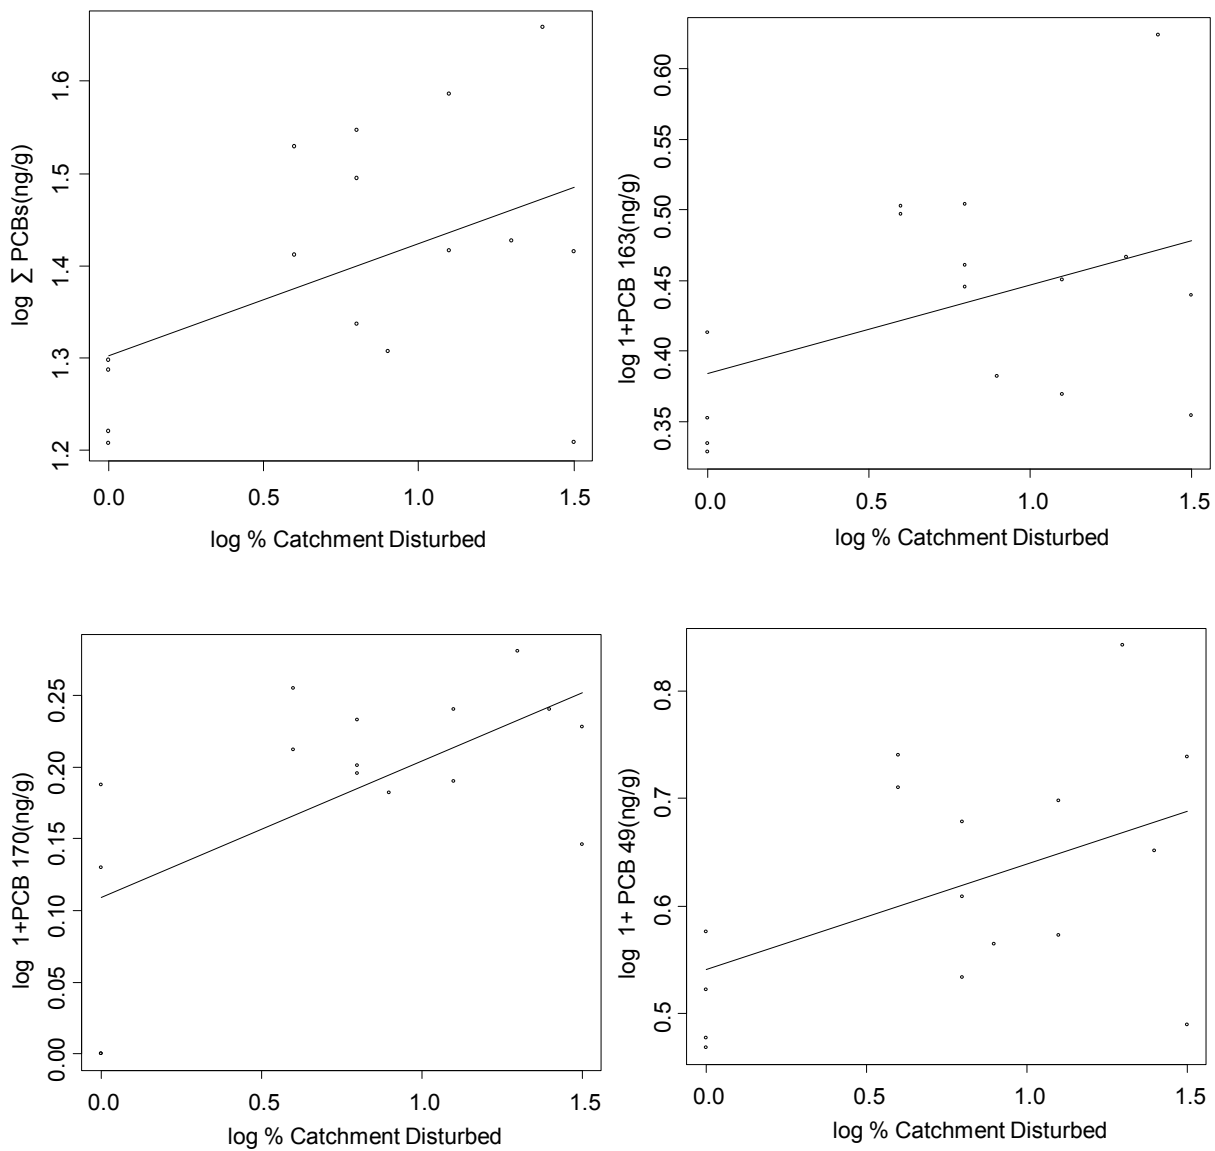 log ∑ PCBs(ng/g)
1.6
1.5
1.4
1.3
1.2
0.0 0.5 1.0 1.5
log % Catchment Disturbed
log 1+PCB 163(ng/g)
0.60
0.55
0.50
0.45
0.40
0.35
0.0 0.5 1.0 1.5
log % Catchment Disturbed
log 1+PCB 170(ng/g)
0.25
0.20
0.15
0.10
0.05
0.00
0.0 0.5 1.0 1.5
log % Catchment Disturbed
log 1+ PCB 49(ng/g)
0.8
0.7
0.6
0.5
0.0 0.5 1.0 1.5
log % Catchment Disturbed